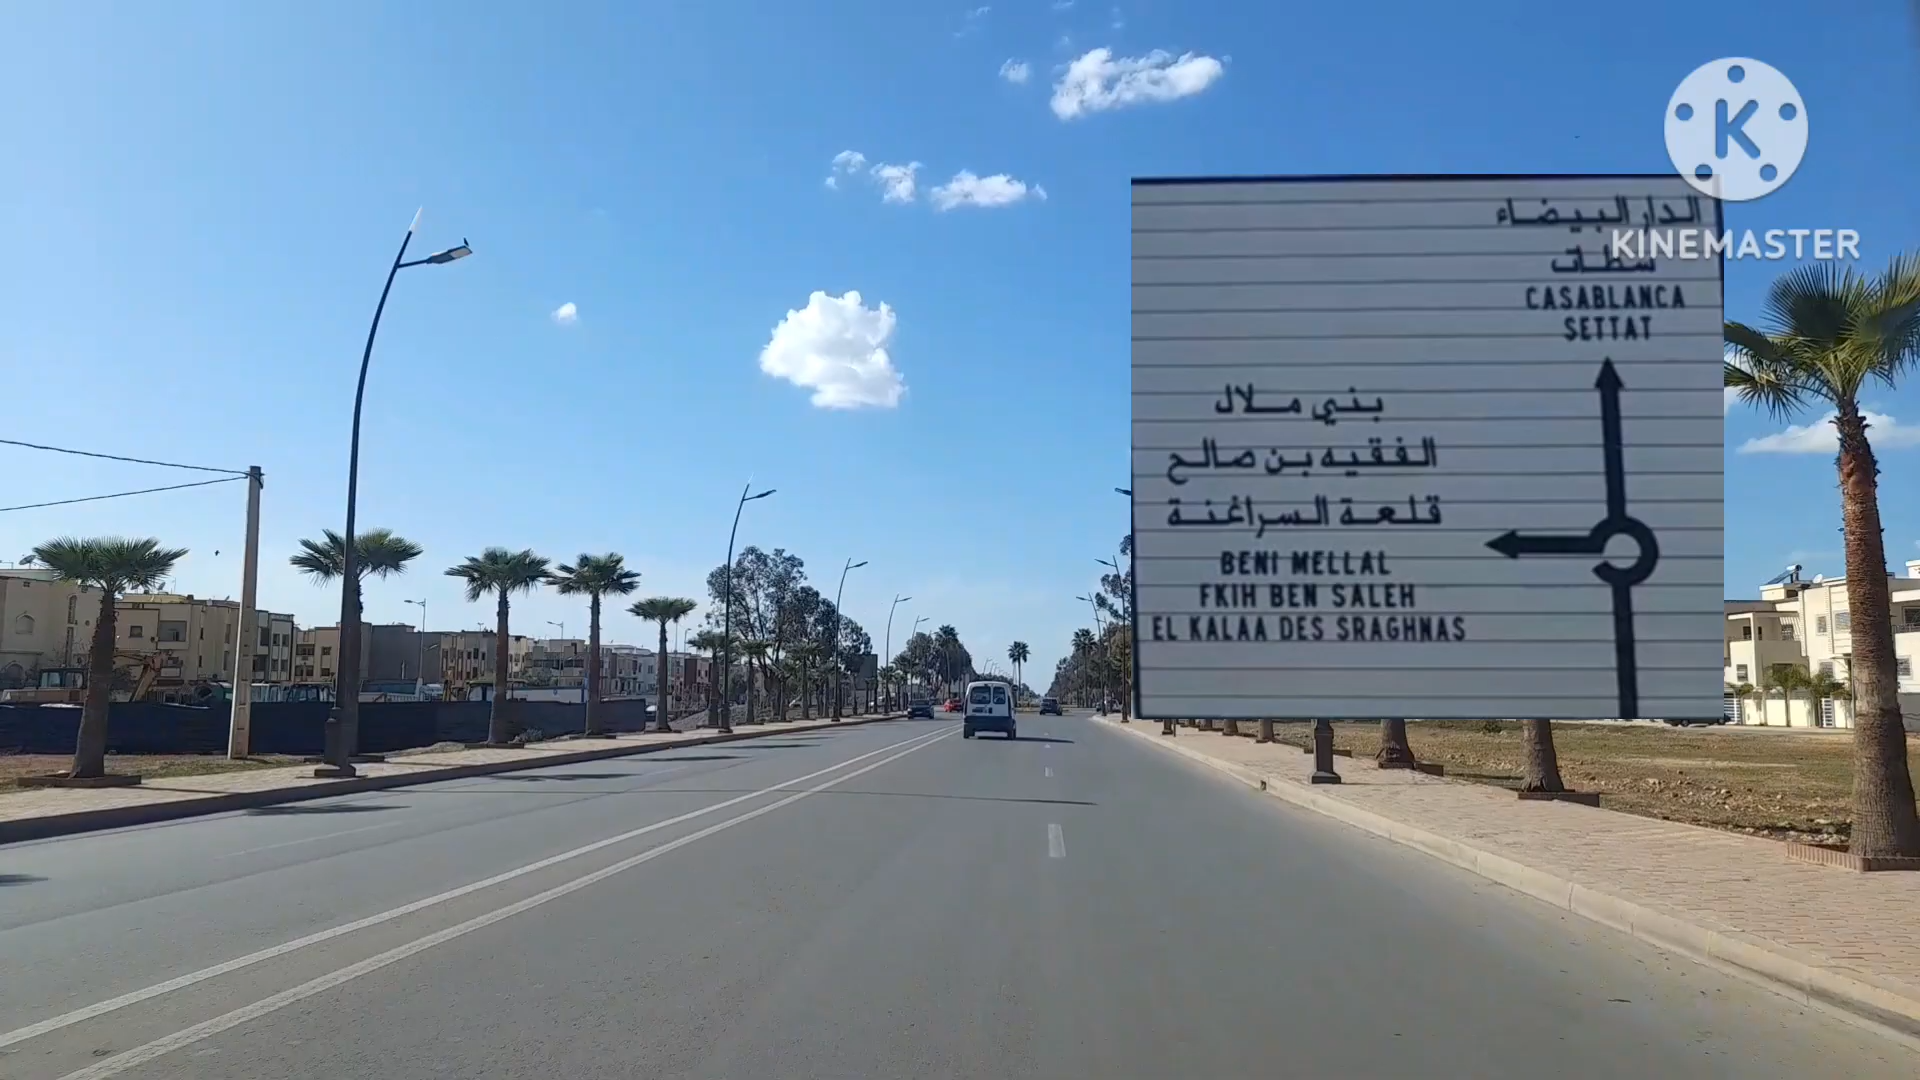 الدار البيضاء
سطات
CASABLANCA
SETTAT
بني ملال
الفقيه بن صالح
قلعة السراغنة
BENI MELLAL
FKIH BEN SALEH
EL KALAA DES SRAGHNAS
K
KINEMASTER